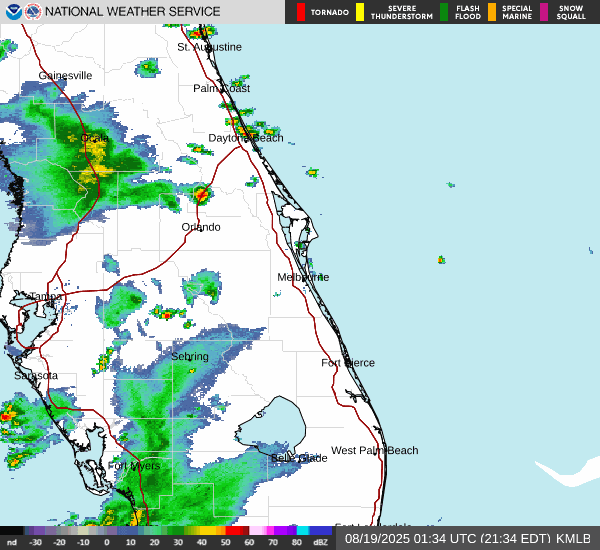 NATIONAL WEATHER SERVICE
TORNADO
SEVERE
THUNDERSTORM
FLASH
FLOOD
SPECIAL
MARINE
SNOW
SQUALL
St. Augustine
Gainesville
Palm Coast
Ocala
Daytona Beach
Orlando
Melbourne
Tampa
Sebring
Fort Pierce
Sarasota
West Palm Beach
Belle Glade
Fort Myers
Fort Lauderdale
nd -30 -20 -10 0 10 20 30 40 50 60 70 80 dBZ
08/19/2025 01:34 UTC (21:34 EDT) KMLB